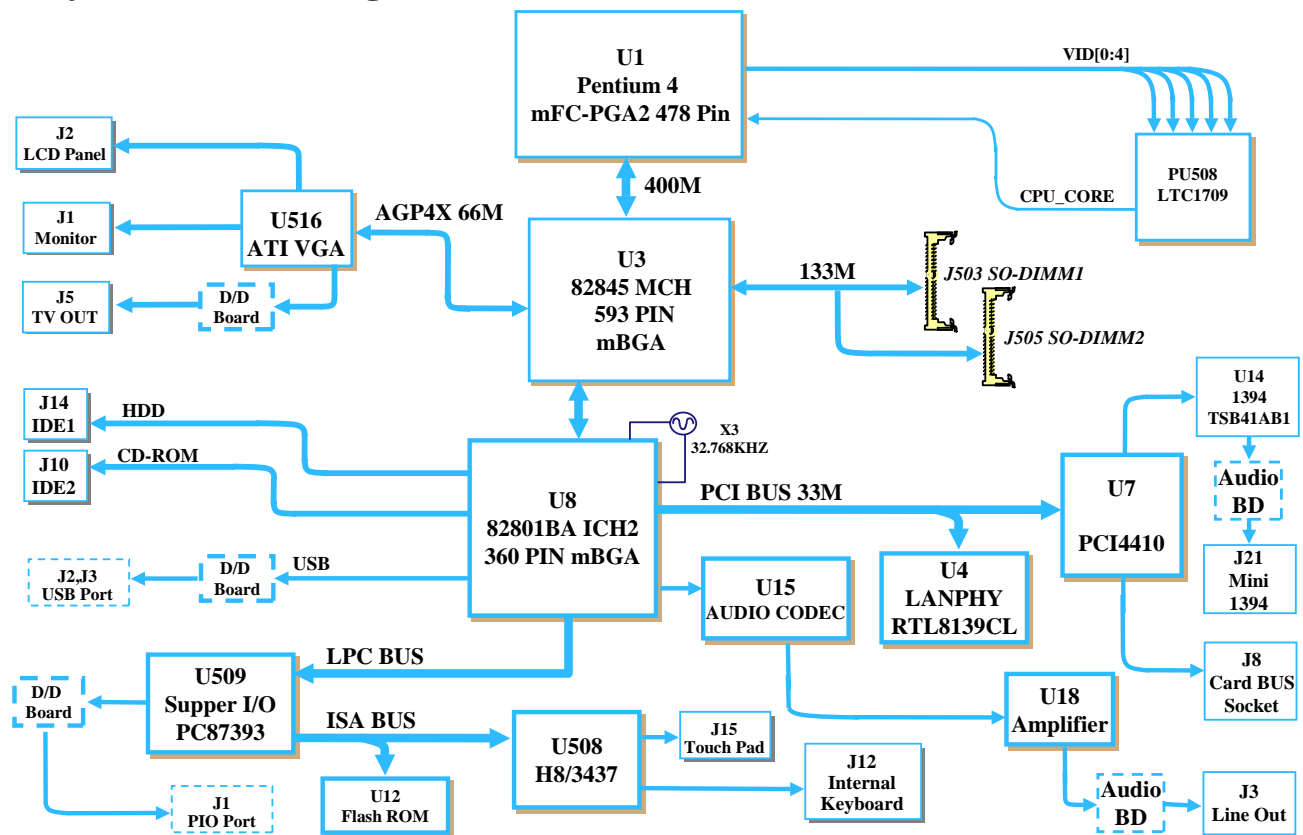 U1
Pentium 4
mFC-PGA2 478 Pin
VID[0:4]
J2
LCD Panel
400M
CPU_CORE
PU508
LTC1709
J1
Monitor
U516
ATI VGA
AGP4X 66M
U3
82845 MCH
593 PIN
mBGA
133M
J503 SO-DIMM1
J505 SO-DIMM2
J5
TV OUT
D/D
Board
J14
IDE1
HDD
J10
IDE2
CD-ROM
X3
32.768KHZ
U14
1394
TSB41AB1
U8
82801BA ICH2
360 PIN mBGA
PCI BUS 33M
U7
PCI4410
Audio
BD
J21
Mini
1394
J2,J3
USB Port
D/D
Board
USB
U15
AUDIO CODEC
U4
LANPHY
RTL8139CL
LPC BUS
U509
Supper I/O
PC87393
D/D
Board
J8
Card BUS
Socket
U18
Amplifier
ISA BUS
U508
H8/3437
J15
Touch Pad
J12
Internal
Keyboard
U12
Flash ROM
J1
PIO Port
Audio
BD
J3
Line Out